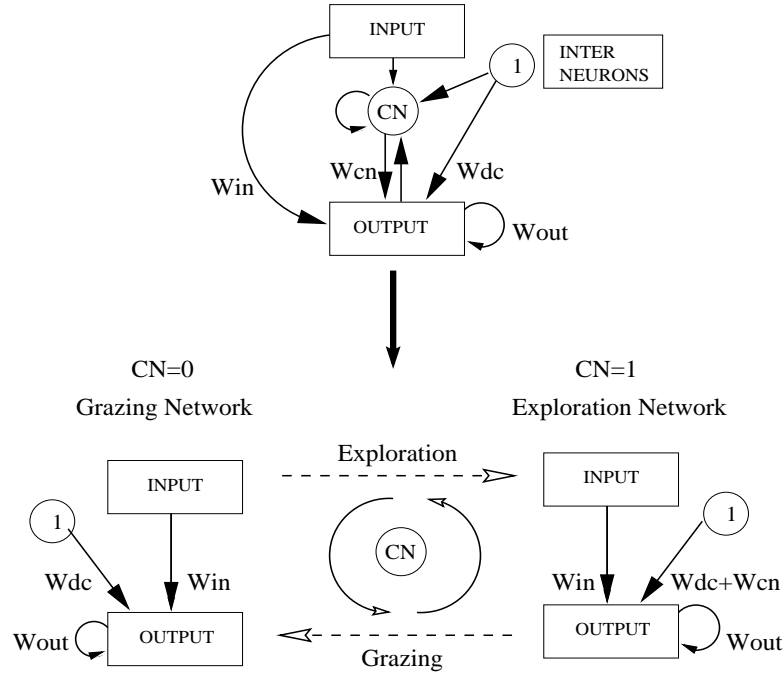 INPUT
1
INTER
NEURONS
CN
Wcn
Wdc
Win
OUTPUT
Wout
CN=0
Grazing Network
CN=1
Exploration Network
Exploration
INPUT
INPUT
1
1
CN
Wdc
Win
Win
Wdc+Wcn
Wout
OUTPUT
OUTPUT
Wout
Grazing